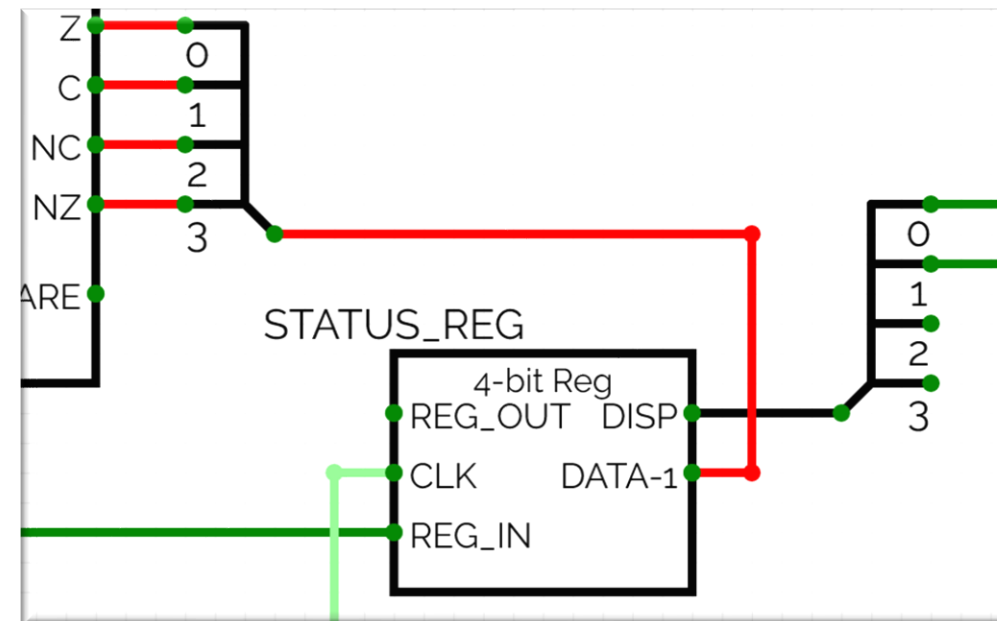 Z
0
C
1
NC
2
NZ
3
0
1
ARE
STATUS_REG
2
4-bit Reg
REG_OUT DISP
3
CLK DATA-1
REG_IN